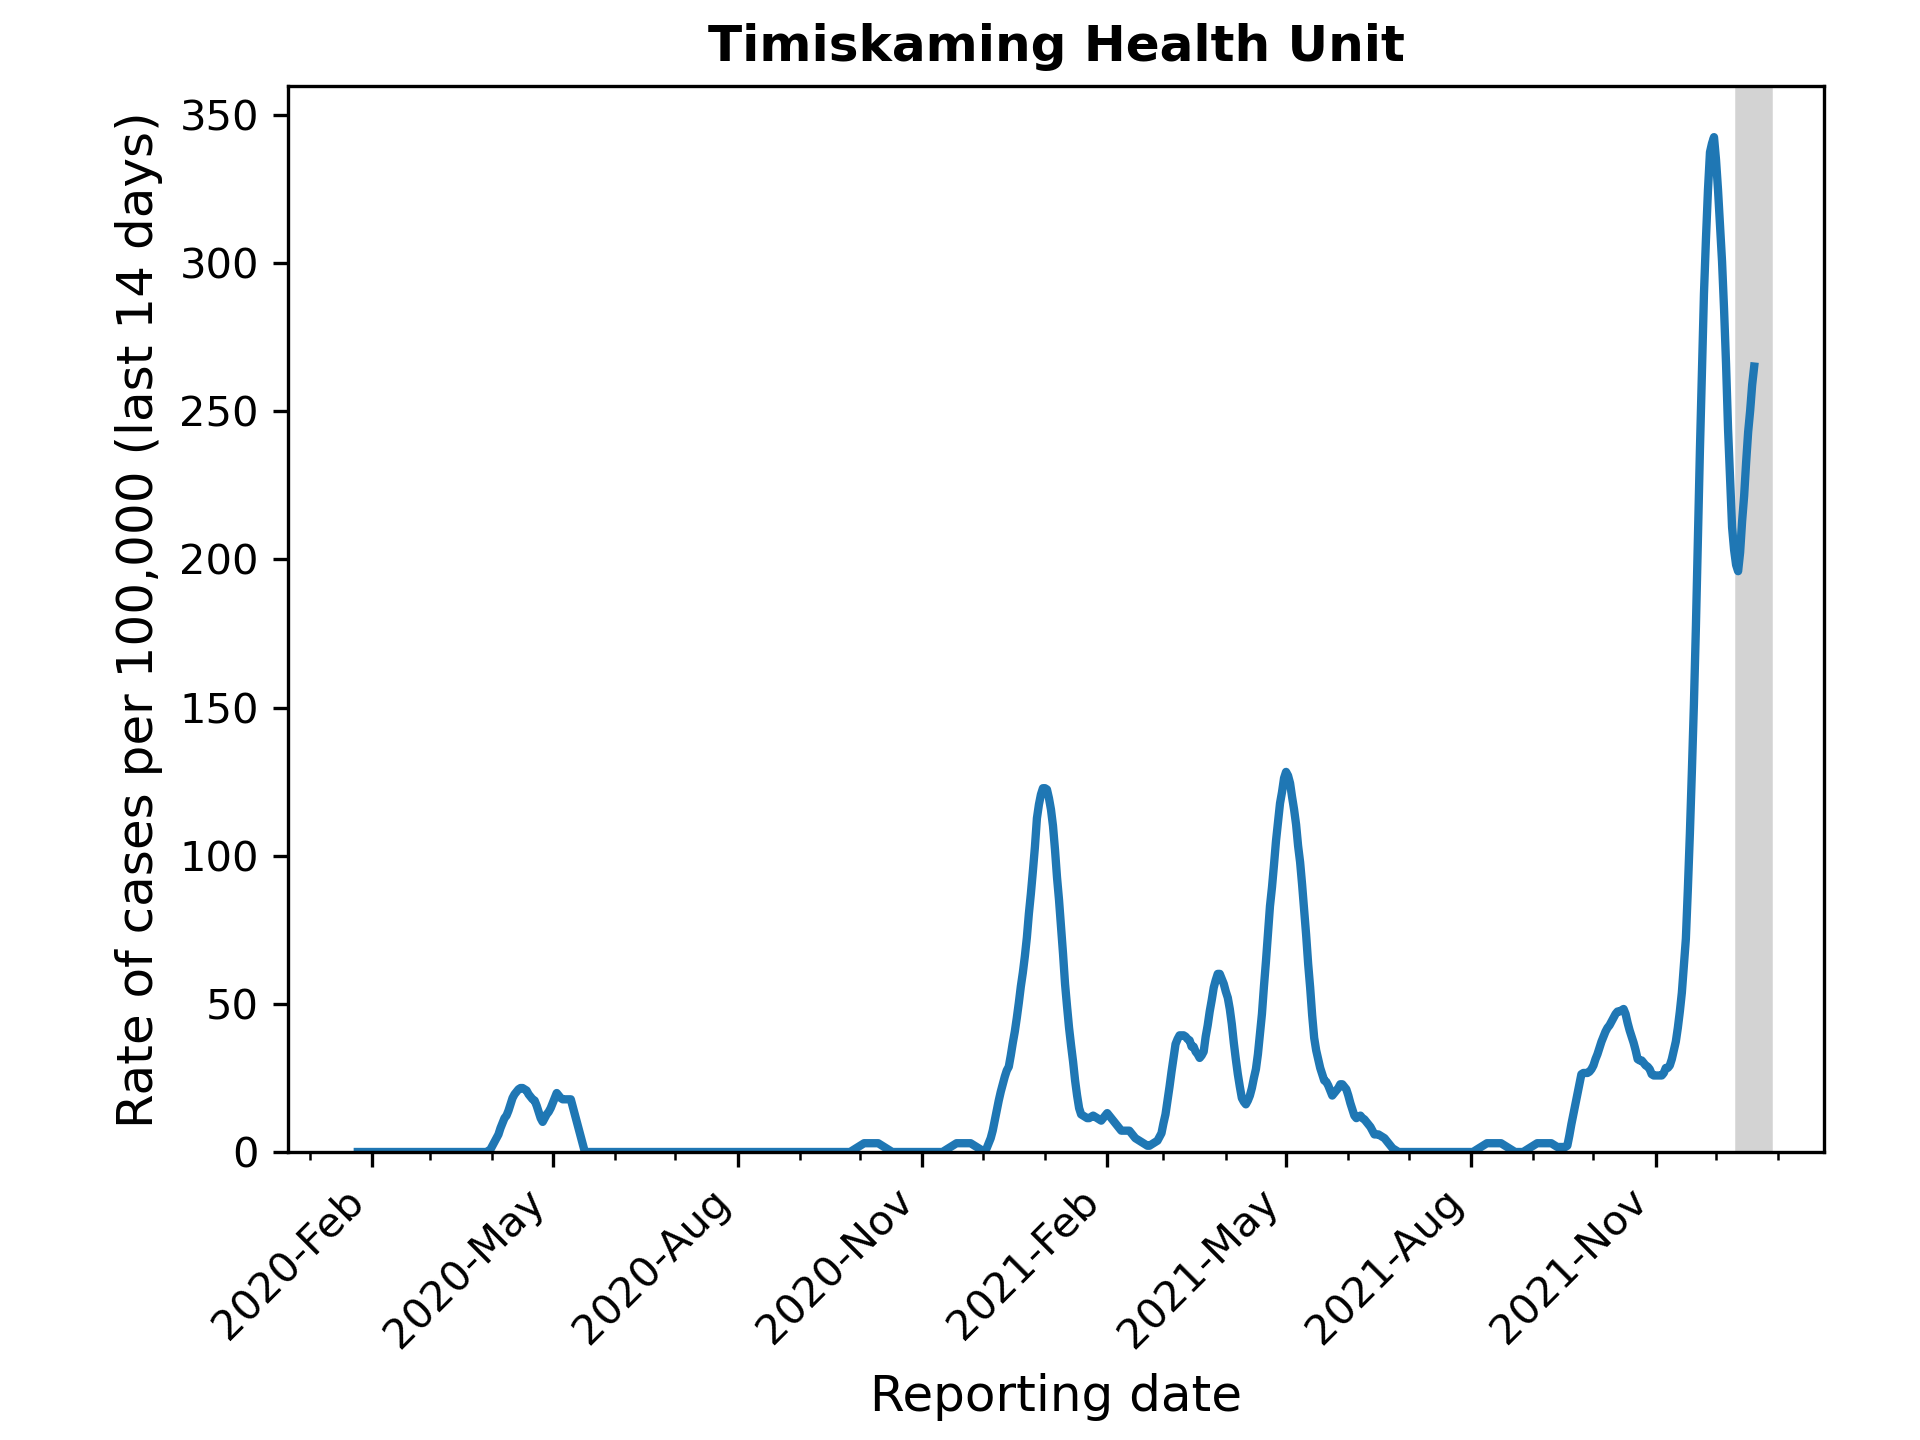 Timiskaming Health Unit
Rate of cases per 100,000 (last 14 days)
350
300
250
200
150
100
50
0
2020-Feb
2020-May
2020-Aug
2020-Nov
2021-Feb
2021-May
2021-Aug
2021-Nov
Reporting date